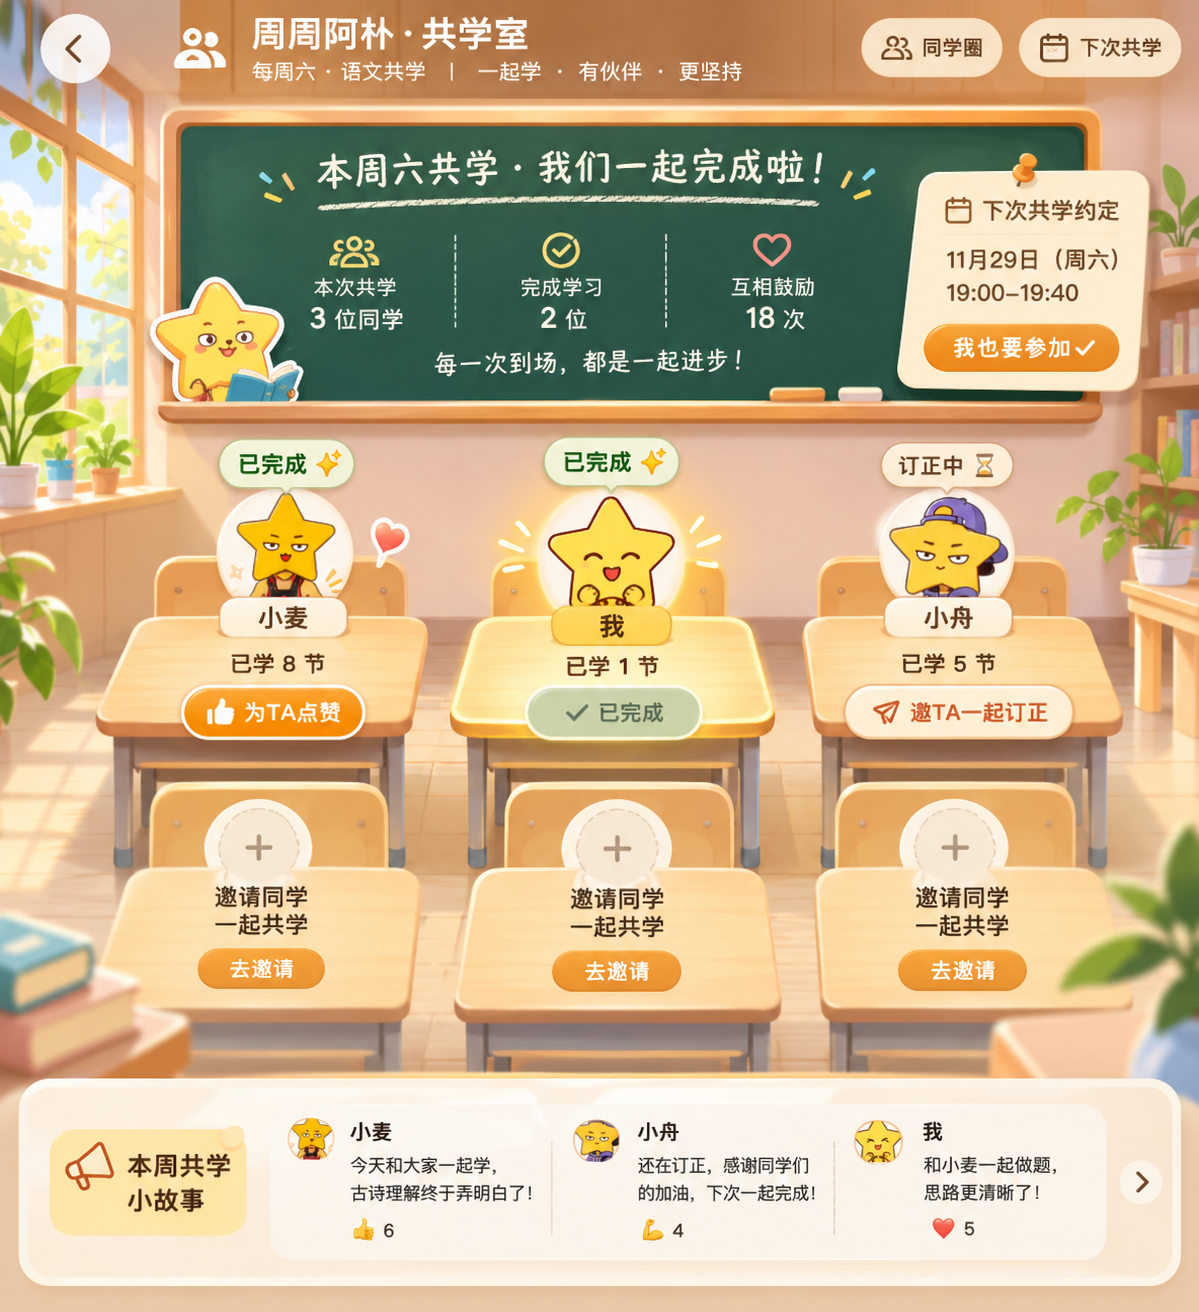 周周阿朴·共学室
每周六·语文共学 | 一起学 · 有伙伴 · 更坚持
同学圈
下次共学
本周六共学·我们一起完成啦！
本次共学
3 位同学
完成学习
2 位
互相鼓励
18 次
每一次到场，都是一起进步！
下次共学约定
11月29日（周六）
19:00–19:40
我也要参加
已完成
小麦
已学 8 节
为TA点赞
已完成
我
已学 1 节
已完成
订正中
小舟
已学 5 节
邀TA一起订正
邀请同学
一起共学
去邀请
邀请同学
一起共学
去邀请
邀请同学
一起共学
去邀请
本周共学
小故事
小麦
今天和大家一起学，
古诗理解终于弄明白了！
6
小舟
还在订正，感谢同学们
的加油，下次一起完成！
4
我
和小麦一起做题，
思路更清晰了！
5